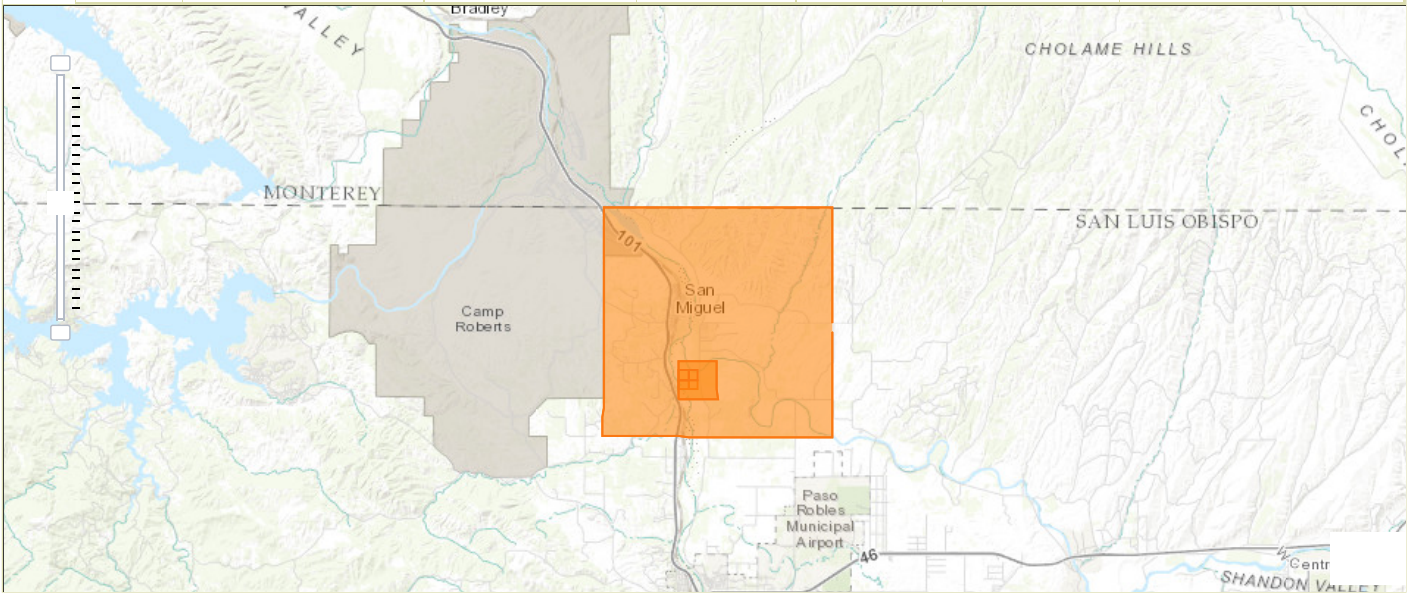 Bradley
VALLEY
CHOLAME HILLS
MONTEREY
SAN LUIS OBISPO
101
San
Miguel
Camp
Roberts
Paso
Robles
Municipal
Airport
46
Centr
SHANDON VALLEY